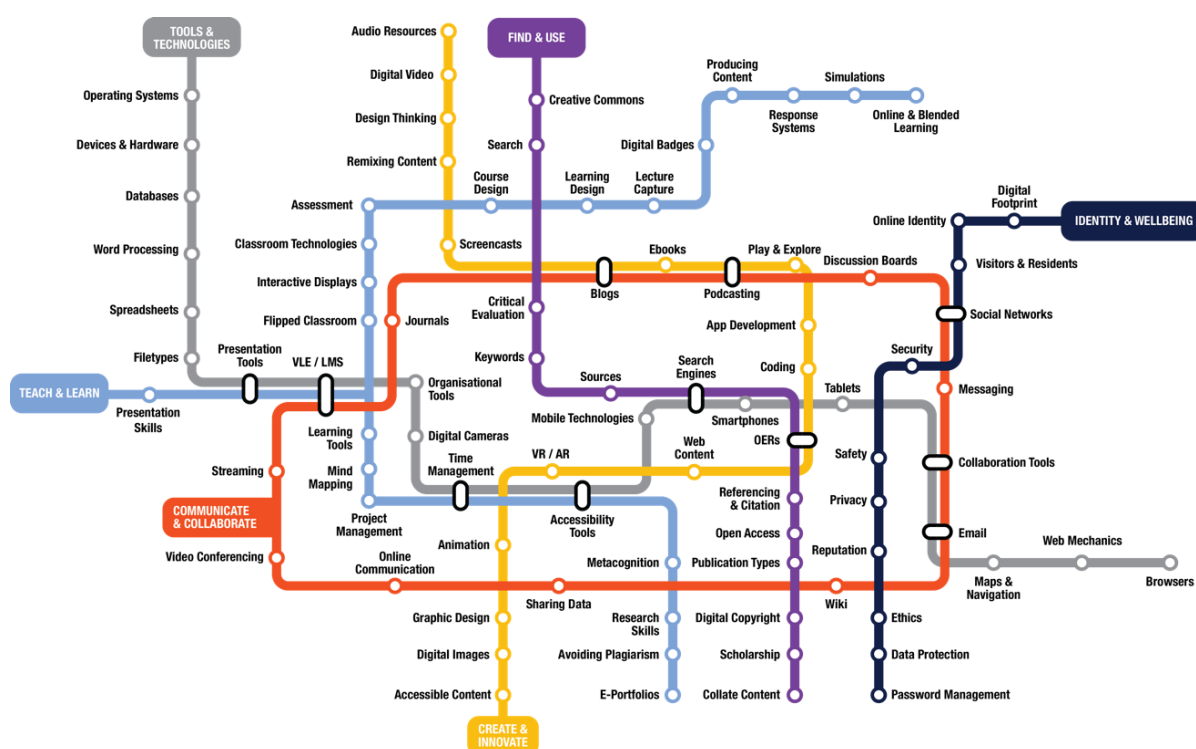 TOOLS &
TECHNOLOGIES
Audio Resources
FIND & USE
Digital Video
Producing
Content
Simulations
Operating Systems
Creative Commons
Response
Systems
Online & Blended
Learning
Design Thinking
Devices & Hardware
Search
Digital Badges
Remixing Content
Course
Design
Learning
Design
Lecture
Capture
Databases
Assessment
Digital
Footprint
Online Identity
IDENTITY & WELLBEING
Word Processing
Classroom Technologies
Screencasts
Ebooks
Play & Explore
Discussion Boards
Visitors & Residents
Interactive Displays
Blogs
Podcasting
Spreadsheets
Flipped Classroom
Journals
Critical
Evaluation
App Development
Social Networks
Filetypes
Presentation
Tools
VLE / LMS
Keywords
Search
Engines
Coding
Security
TEACH & LEARN
Presentation
Skills
Organisational
Tools
Sources
Tablets
Messaging
Mobile Technologies
Smartphones
Learning
Tools
Digital Cameras
OERs
Streaming
Mind
Mapping
Time
Management
VR / AR
Web
Content
Safety
Collaboration Tools
COMMUNICATE
& COLLABORATE
Project
Management
Accessibility
Tools
Referencing
& Citation
Privacy
Open Access
Email
Video Conferencing
Online
Communication
Animation
Metacognition
Publication Types
Reputation
Web Mechanics
Maps &
Navigation
Browsers
Sharing Data
Wiki
Graphic Design
Research
Skills
Digital Copyright
Ethics
Digital Images
Avoiding Plagiarism
Scholarship
Data Protection
Accessible Content
E-Portfolios
Collate Content
Password Management
CREATE &
INNOVATE